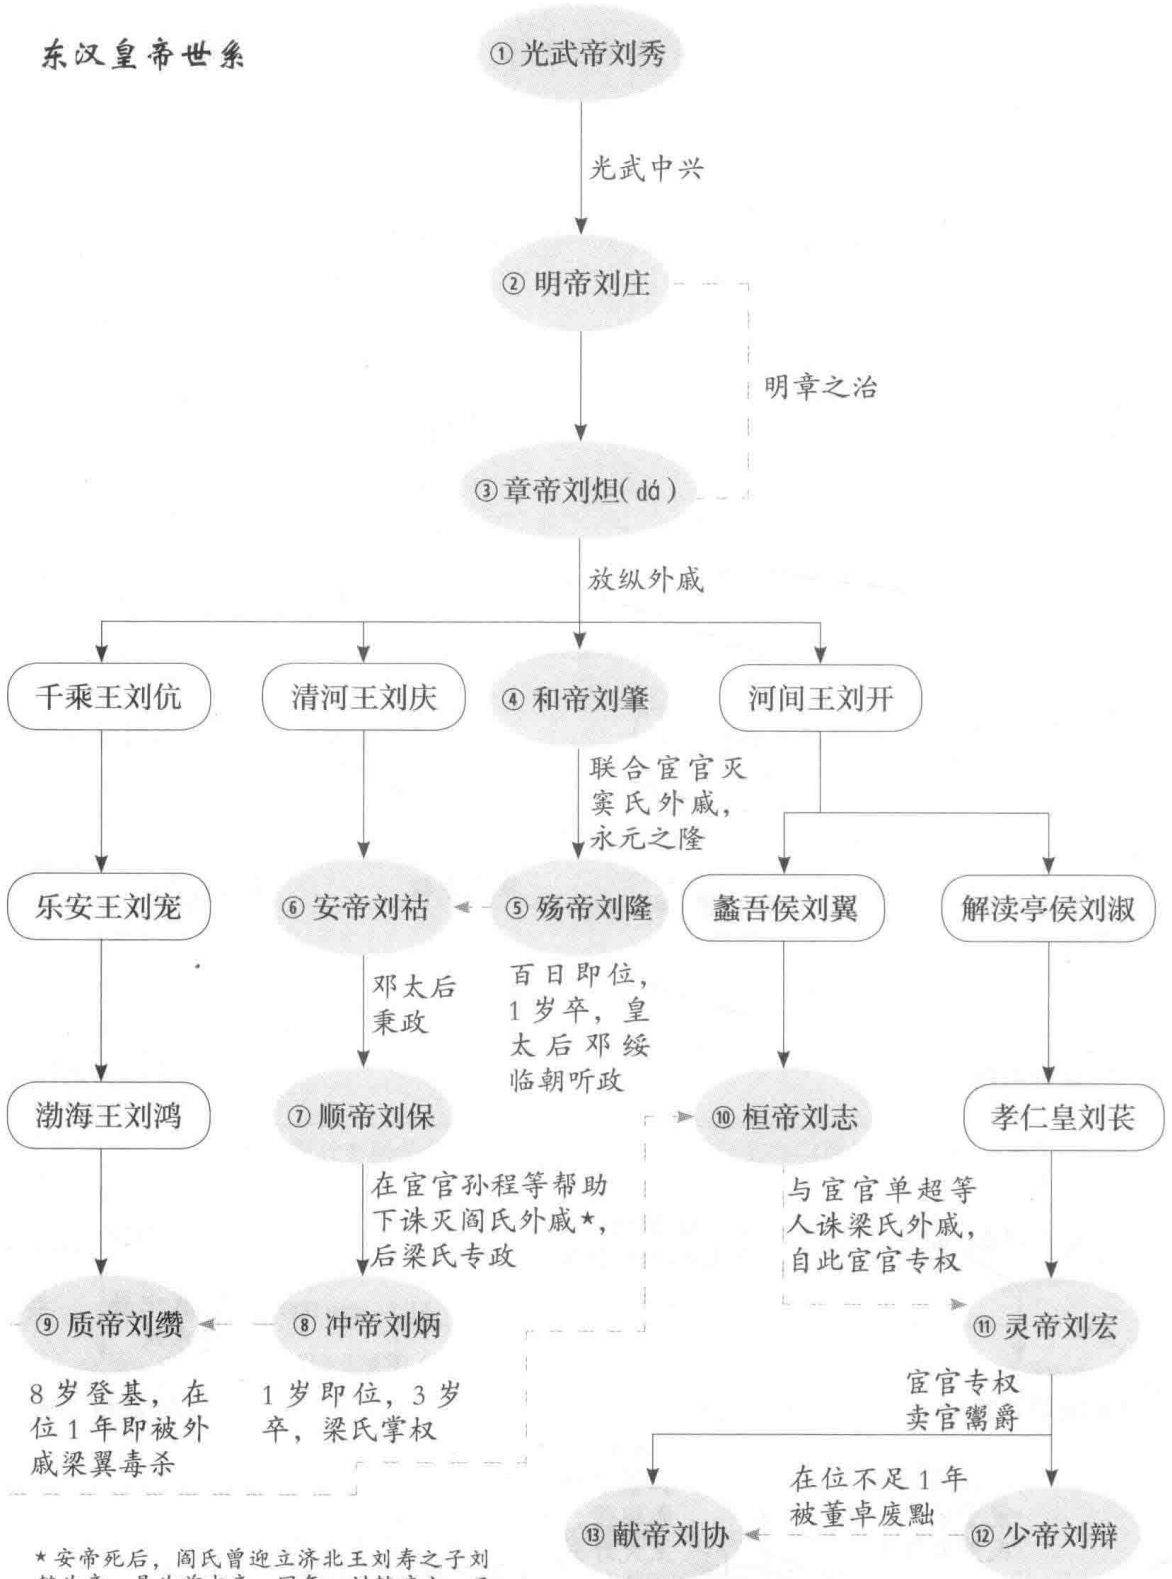 东汉皇帝世系
① 光武帝刘秀
光武中兴
② 明帝刘庄
明章之治
③ 章帝刘炟(dá)
放纵外戚
千乘王刘伉
清河王刘庆
④ 和帝刘肇
河间王刘开
联合宦官灭
窦氏外戚，
永元之隆
乐安王刘宠
⑥ 安帝刘祜
⑤ 殇帝刘隆
蠡吾侯刘翼
解渎亭侯刘淑
邓太后
秉政
百日即位，
1岁卒，皇
太后邓绥
临朝听政
渤海王刘鸿
⑦ 顺帝刘保
⑩ 桓帝刘志
孝仁皇刘苌
在宦官孙程等帮助
下诛灭阎氏外戚★，
后梁氏专政
与宦官单超等
人诛梁氏外戚，
自此宦官专权
⑨ 质帝刘缵
⑧ 冲帝刘炳
⑪ 灵帝刘宏
8岁登基，在
位1年即被外
戚梁翼毒杀
1岁即位，3岁
卒，梁氏掌权
宦官专权
卖官鬻爵
在位不足1年
被董卓废黜
⑬ 献帝刘协
⑫ 少帝刘辩
★安帝死后，阎氏曾迎立济北王刘寿之子刘